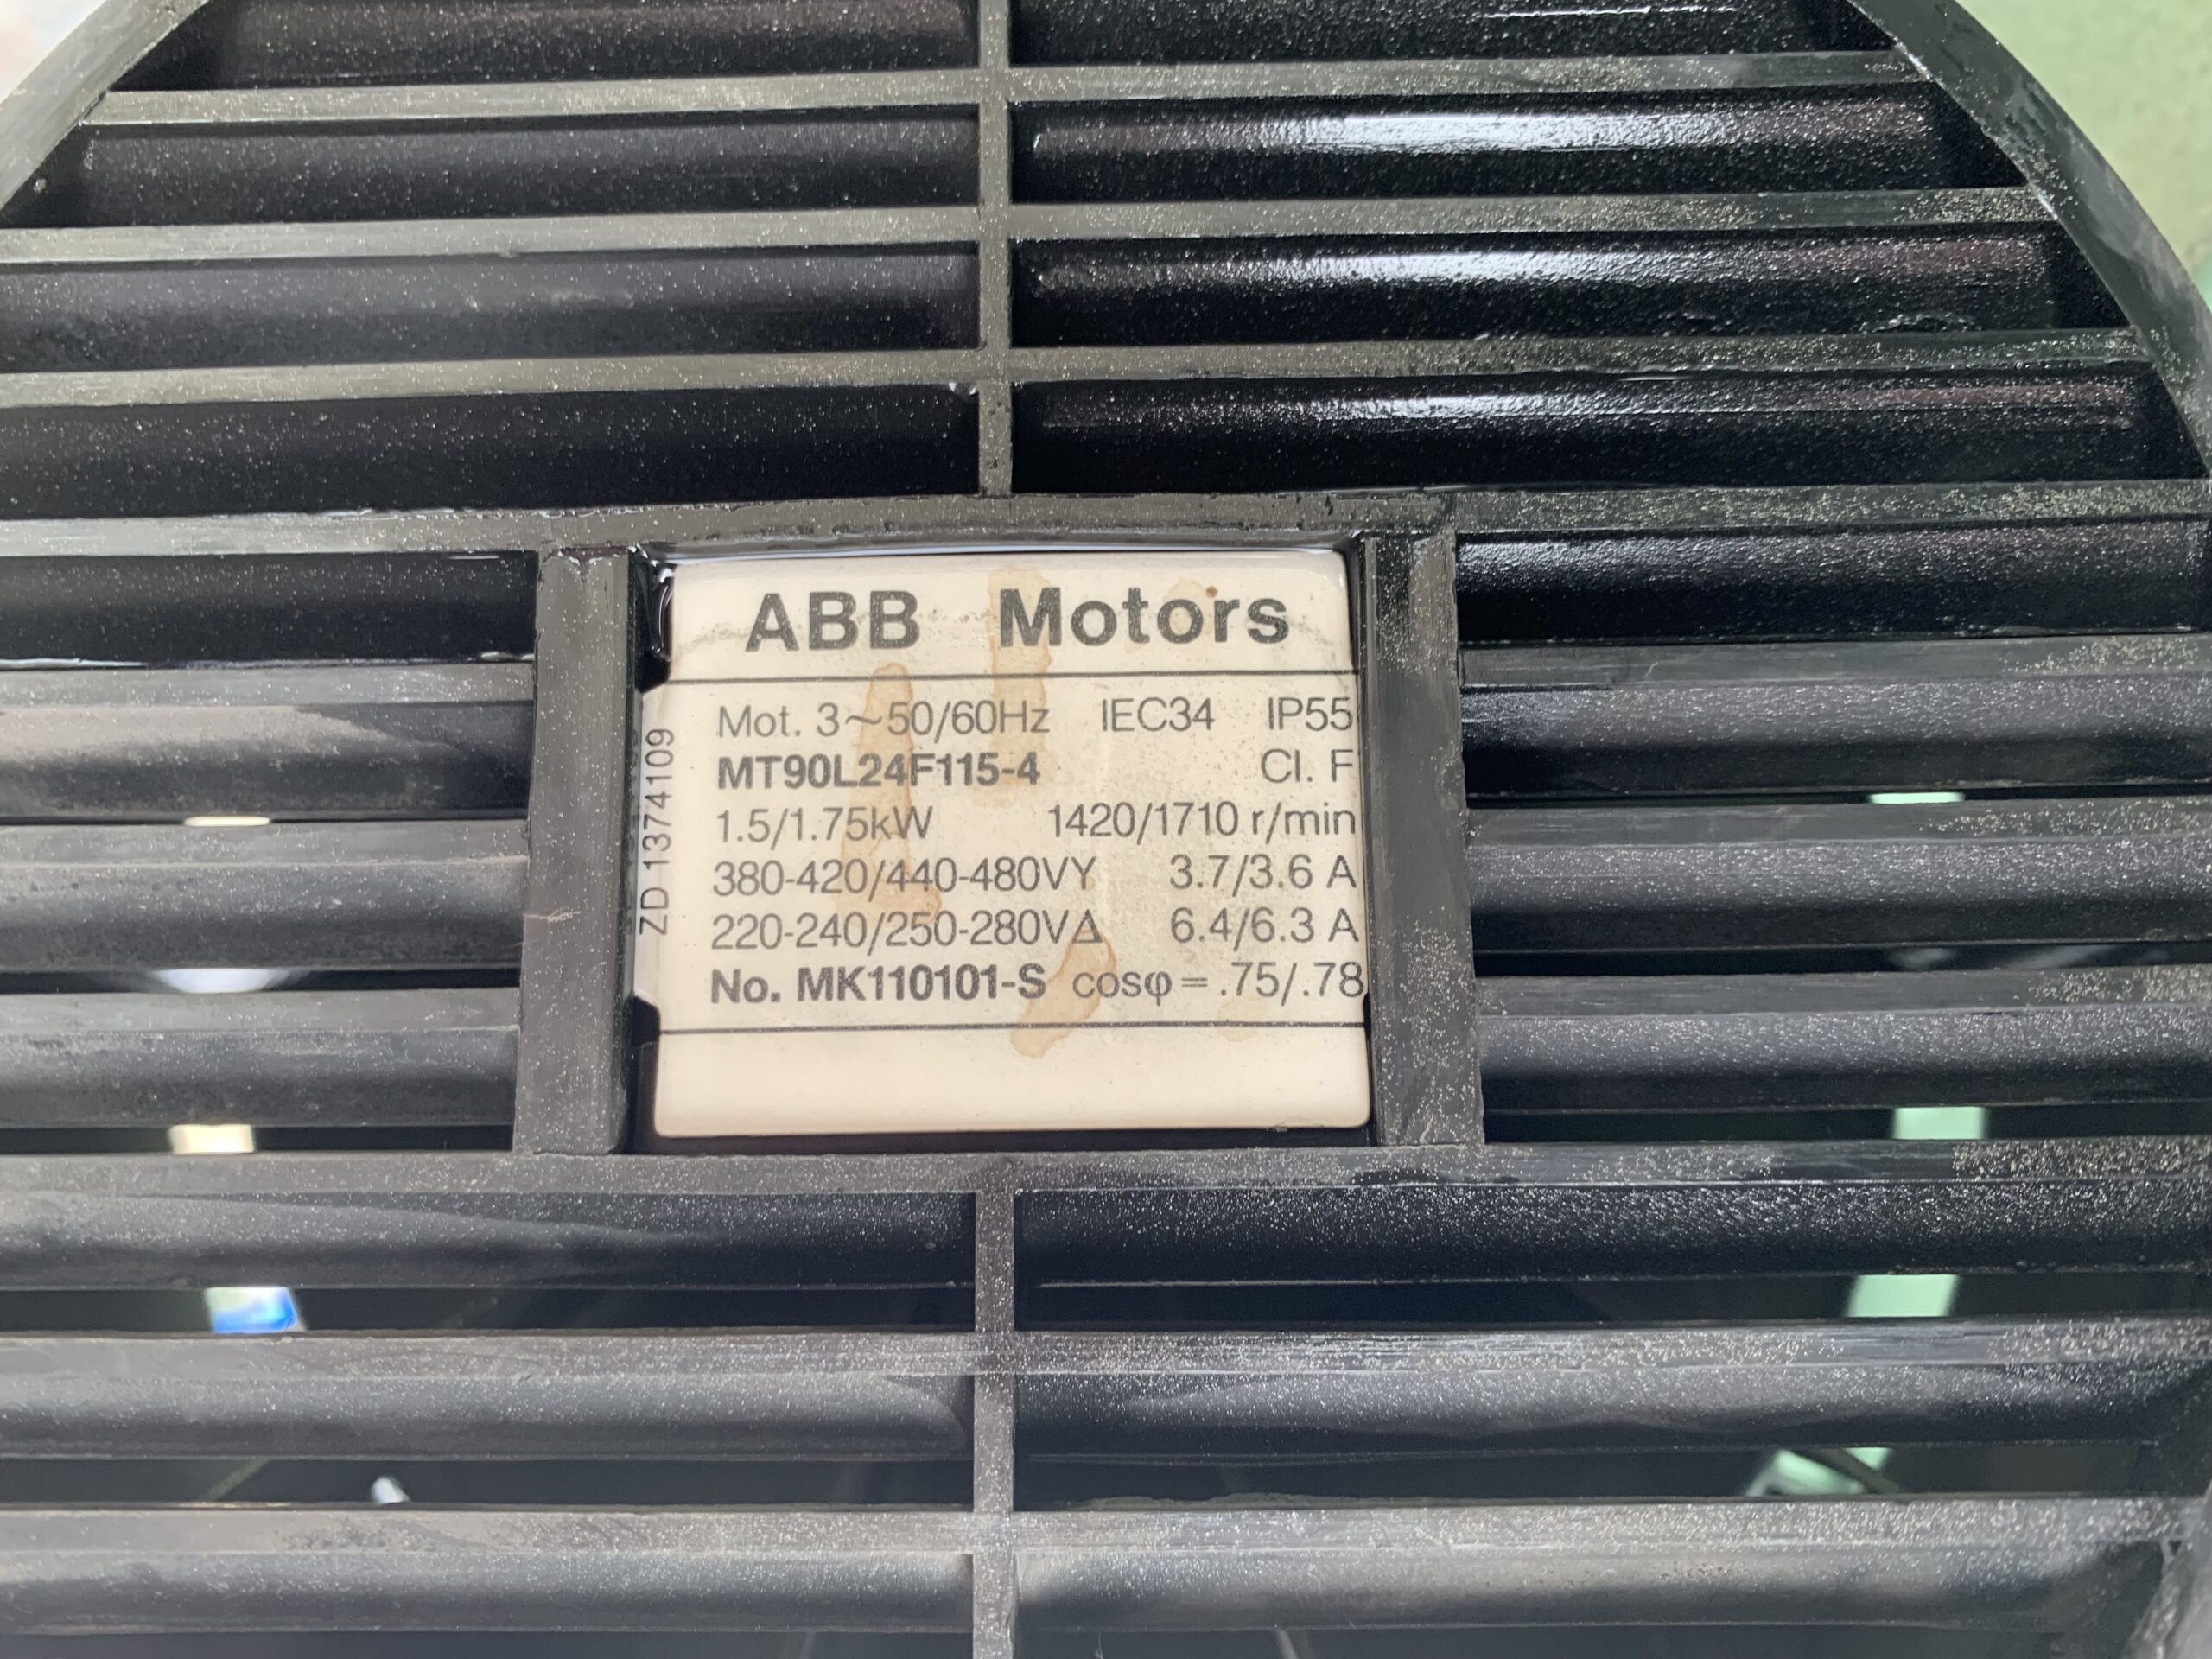 ABB Motors
Mot. 3~50/60Hz IEC34 IP55
MT90L24F115-4 Cl. F
1.5/1.75kW 1420/1710 r/min
380-420/440-480VY 3.7/3.6 A
220-240/250-280VΔ 6.4/6.3 A
No. MK110101-S cosφ = .75/.78
ZD 1374109